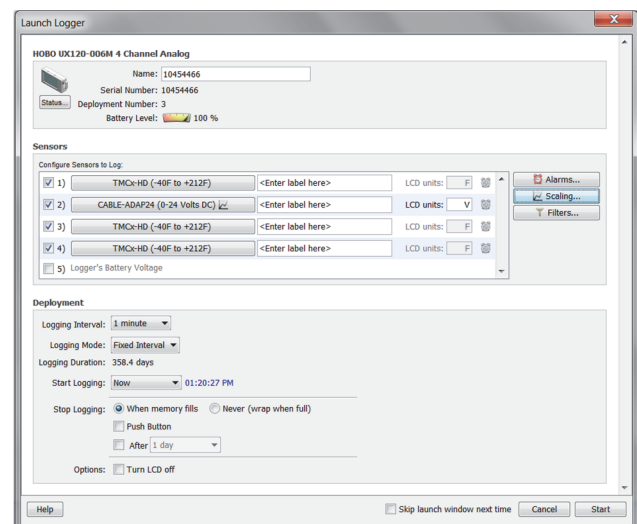 Launch Logger
HOBO UX120-006M 4 Channel Analog
Name: 10454466
Serial Number: 10454466
Status... Deployment Number: 3
Battery Level: 100 %
Sensors
Configure Sensors to Log:
1) TMCx-HD (-40F to +212F) <Enter label here> LCD units: F Alarms...
2) CABLE-ADAP24 (0-24 Volts DC) <Enter label here> LCD units: V Scaling...
3) TMCx-HD (-40F to +212F) <Enter label here> LCD units: F Filters...
4) TMCx-HD (-40F to +212F) <Enter label here> LCD units: F
5) Logger's Battery Voltage
Deployment
Logging Interval: 1 minute
Logging Mode: Fixed Interval
Logging Duration: 358.4 days
Start Logging: Now 01:20:27 PM
Stop Logging: When memory fills Never (wrap when full)
Push Button
After 1 day
Options: Turn LCD off
Help Skip launch window next time Cancel Start